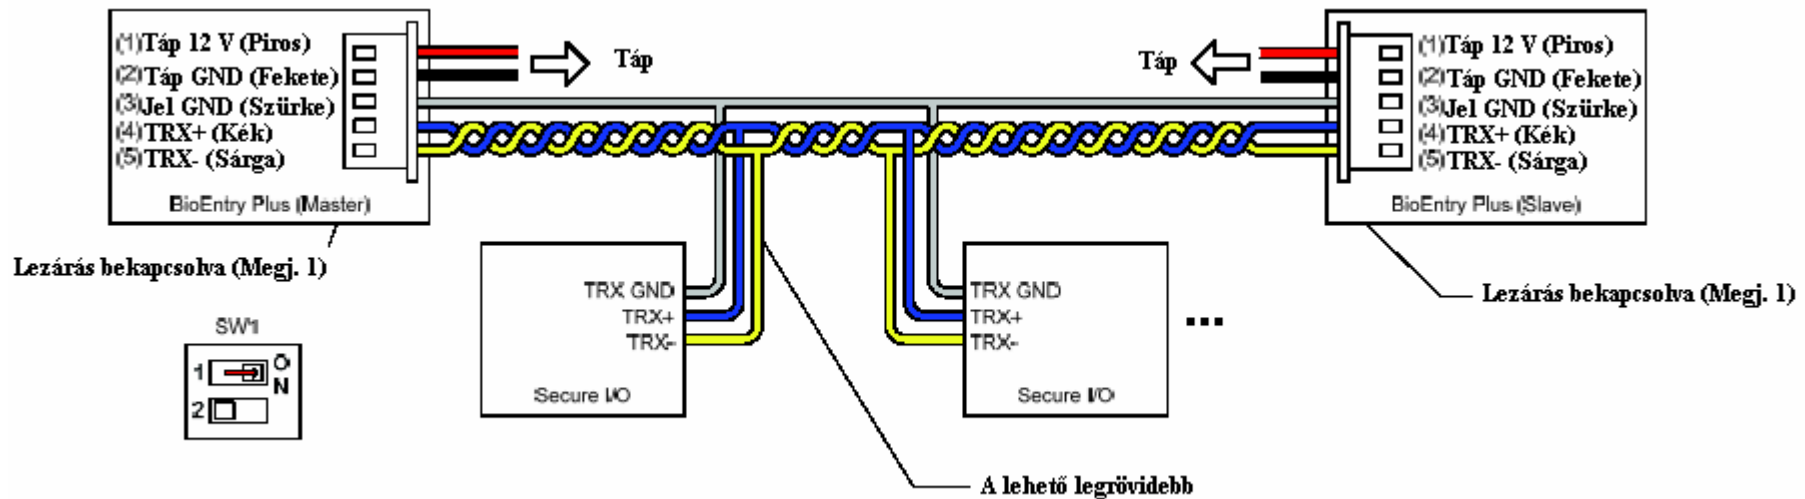 (1)Táp 12 V (Piros)
(2)Táp GND (Fekete)
(3)Jel GND (Szürke)
(4)TRX+ (Kék)
(5)TRX- (Sárga)
BioEntry Plus (Master)
Táp
Táp
(1)Táp 12 V (Piros)
(2)Táp GND (Fekete)
(3)Jel GND (Szürke)
(4)TRX+ (Kék)
(5)TRX- (Sárga)
BioEntry Plus (Slave)
Lezárás bekapcsolva (Megj. 1)
Lezárás bekapcsolva (Megj. 1)
SW1
1
ON
2
TRX GND
TRX+
TRX-
Secure I/O
TRX GND
TRX+
TRX-
Secure I/O
...
A lehető legrövidebb